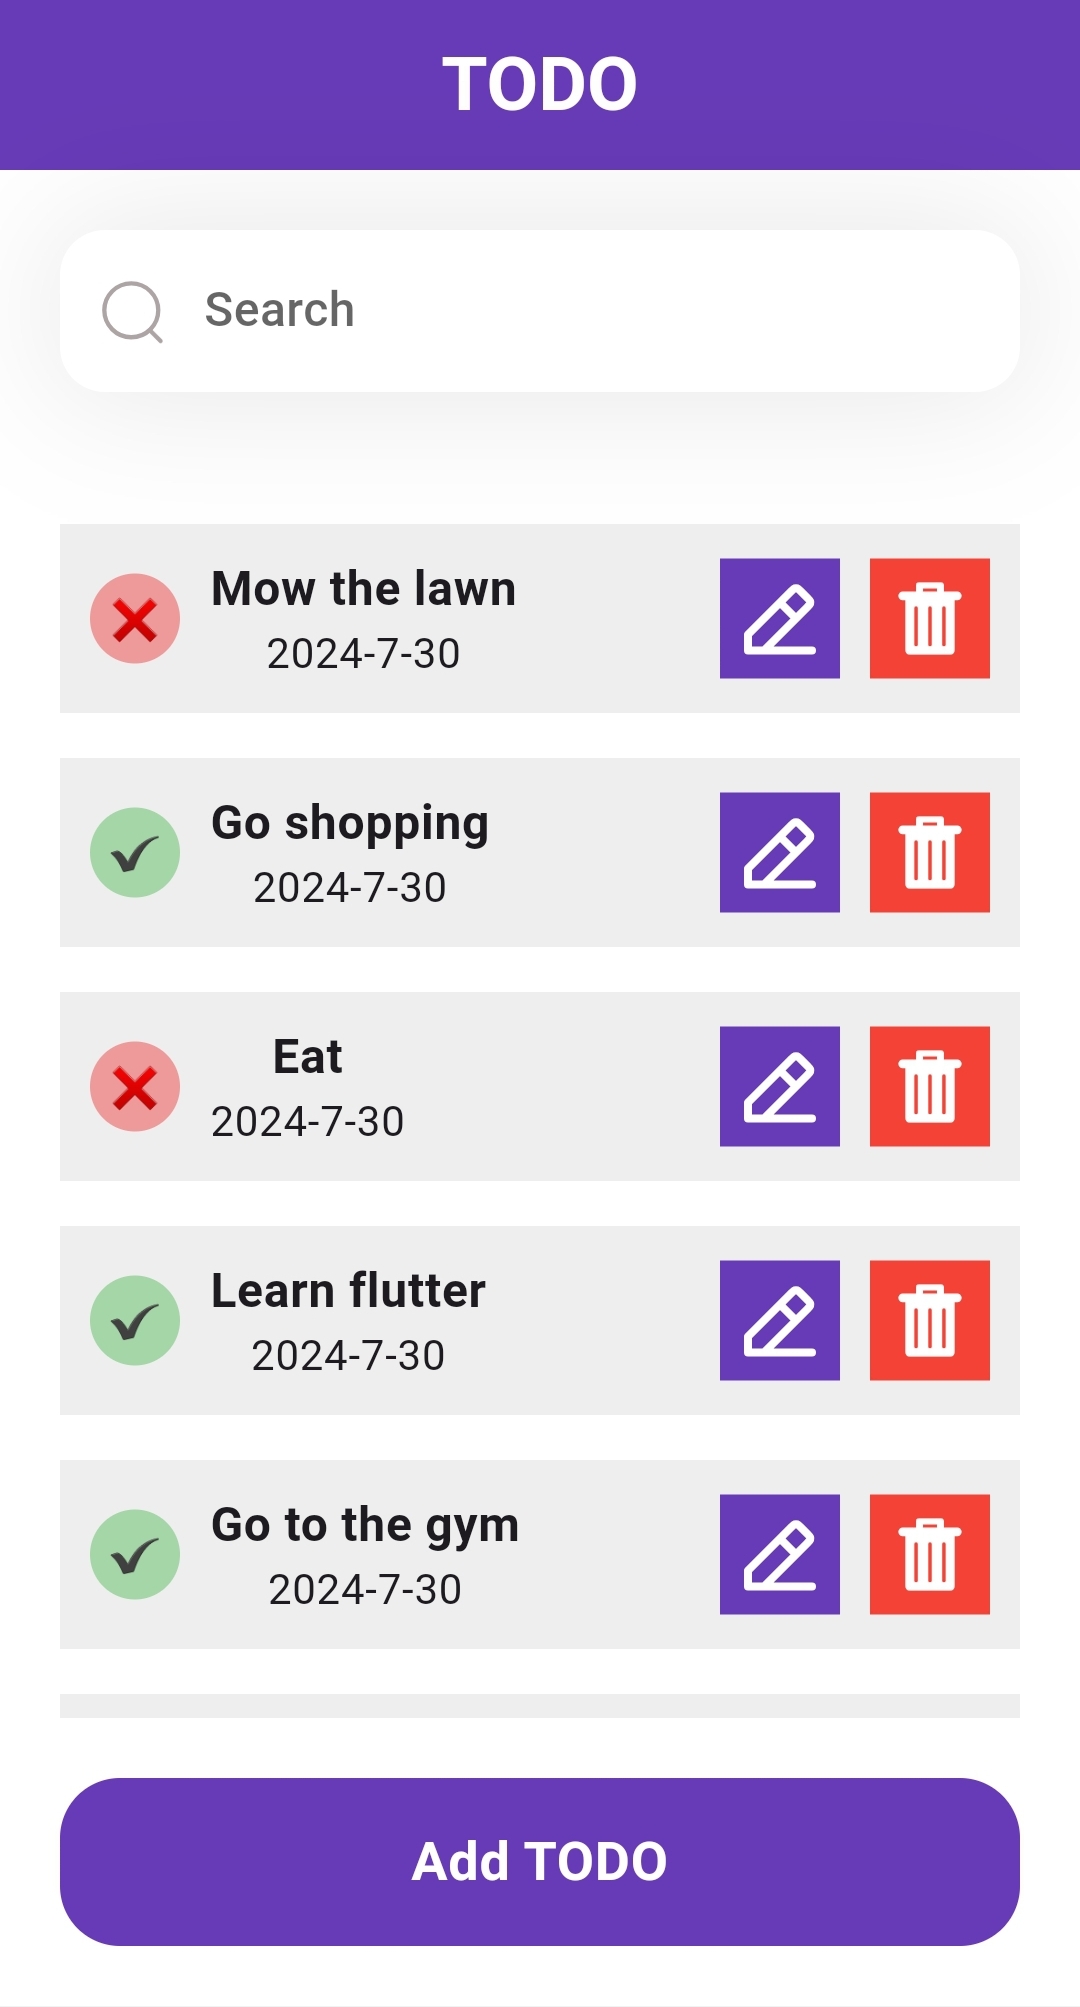 TODO
Search
Mow the lawn
2024-7-30
Go shopping
2024-7-30
Eat
2024-7-30
Learn flutter
2024-7-30
Go to the gym
2024-7-30
Add TODO